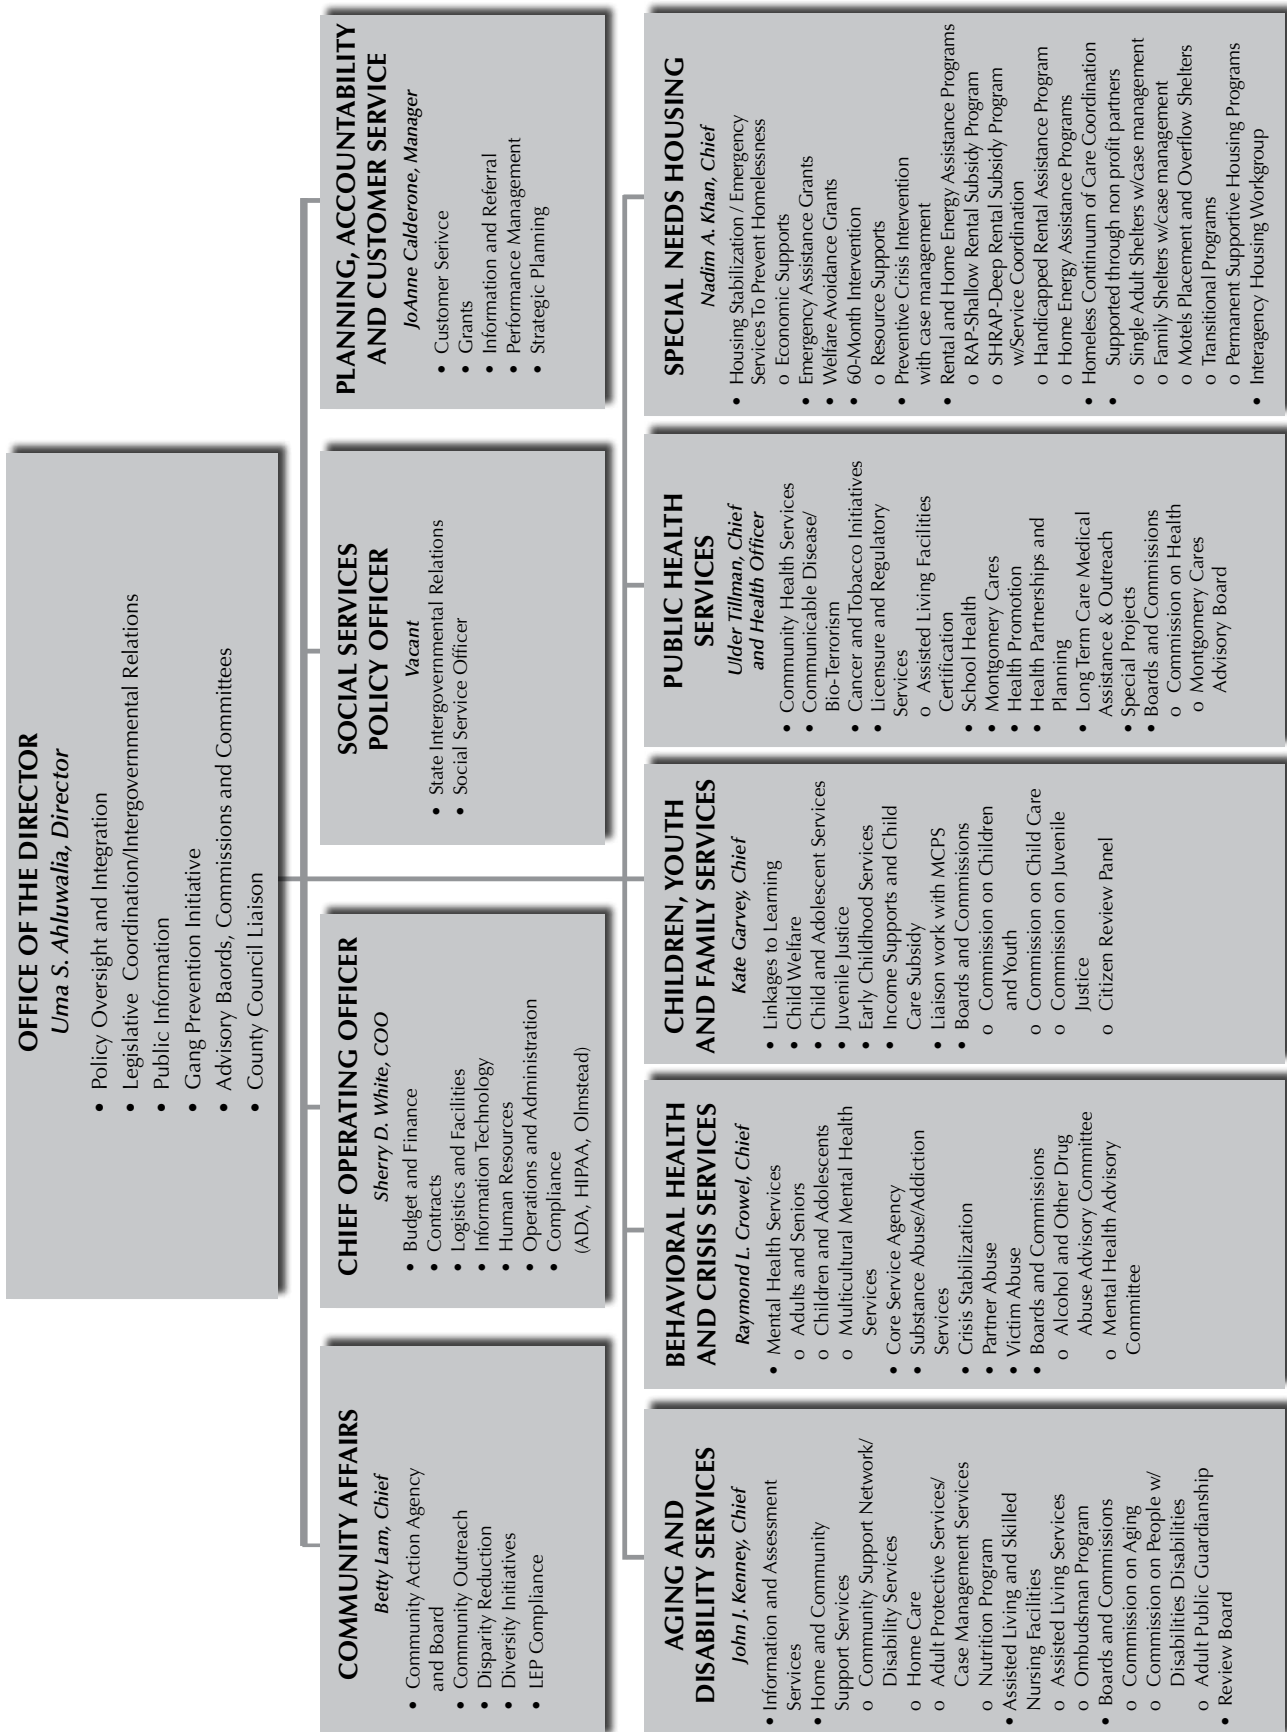 OFFICE OF THE DIRECTOR
Uma S. Ahluwalia, Director
• Policy Oversight and Integration
• Legislative Coordination/Intergovernmental Relations
• Public Information
• Gang Prevention Initiative
• Advisory Baords, Commissions and Committees
• County Council Liaison
COMMUNITY AFFAIRS
Betty Lam, Chief
• Community Action Agency
and Board
• Community Outreach
• Disparity Reduction
• Diversity Initiatives
• LEP Compliance
CHIEF OPERATING OFFICER
Sherry D. White, COO
• Budget and Finance
• Contracts
• Logistics and Facilities
• Information Technology
• Human Resources
• Operations and Administration
• Compliance
(ADA, HIPAA, Olmstead)
SOCIAL SERVICES
POLICY OFFICER
Vacant
• State Intergovernmental Relations
• Social Service Officer
PLANNING, ACCOUNTABILITY
AND CUSTOMER SERVICE
JoAnne Calderone, Manager
• Customer Serivce
• Grants
• Information and Referral
• Performance Management
• Strategic Planning
AGING AND
DISABILITY SERVICES
John J. Kenney, Chief
• Information and Assessment
Services
• Home and Community
Support Services
o Community Support Network/
Disability Services
o Home Care
o Adult Protective Services/
Case Management Services
o Nutrition Program
• Assisted Living and Skilled
Nursing Facilities
o Assisted Living Services
o Ombudsman Program
• Boards and Commissions
o Commission on Aging
o Commission on People w/
Disabilities Disabilities
o Adult Public Guardianship
• Review Board
BEHAVIORAL HEALTH
AND CRISIS SERVICES
Raymond L. Crowel, Chief
• Mental Health Services
o Adults and Seniors
o Children and Adolescents
o Multicultural Mental Health
Services
• Core Service Agency
• Substance Abuse/Addiction
Services
• Crisis Stabilization
• Partner Abuse
• Victim Abuse
• Boards and Commissions
o Alcohol and Other Drug
Abuse Advisory Committee
o Mental Health Advisory
Committee
CHILDREN, YOUTH
AND FAMILY SERVICES
Kate Garvey, Chief
• Linkages to Learning
• Child Welfare
• Child and Adolescent Services
• Juvenile Justice
• Early Childhood Services
• Income Supports and Child
Care Subsidy
• Liaison work with MCPS
• Boards and Commissions
o Commission on Children
and Youth
o Commission on Child Care
o Commission on Juvenile
Justice
o Citizen Review Panel
PUBLIC HEALTH
SERVICES
Ulder Tillman, Chief
and Health Officer
• Community Health Services
• Communicable Disease/
Bio-Terrorism
• Cancer and Tobacco Initiatives
• Licensure and Regulatory
Services
o Assisted Living Facilities
Certification
• School Health
• Montgomery Cares
• Health Promotion
• Health Partnerships and
Planning
• Long Term Care Medical
Assistance & Outreach
• Special Projects
• Boards and Commissions
o Commission on Health
o Montgomery Cares
Advisory Board
SPECIAL NEEDS HOUSING
Nadim A. Khan, Chief
• Housing Stabilization / Emergency
Services To Prevent Homelessness
o Economic Supports
• Emergency Assistance Grants
• Welfare Avoidance Grants
• 60-Month Intervention
o Resource Supports
• Preventive Crisis Intervention
with case management
• Rental and Home Energy Assistance Programs
o RAP-Shallow Rental Subsidy Program
o SHRAP-Deep Rental Subsidy Program
w/Service Coordination
o Handicapped Rental Assistance Program
o Home Energy Assistance Programs
• Homeless Continuum of Care Coordination
• Supported through non profit partners
o Single Adult Shelters w/case management
o Family Shelters w/case management
o Motels Placement and Overflow Shelters
o Transitional Programs
o Permanent Supportive Housing Programs
• Interagency Housing Workgroup